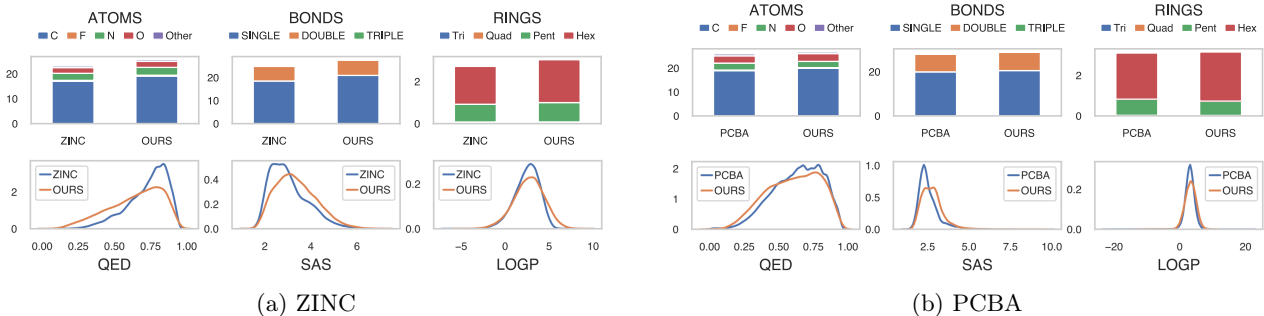 ATOMS BONDS RINGS
C F N O Other SINGLE DOUBLE TRIPLE Tri Quad Pent Hex
20
10
0
20
10
0
2
0
ZINC OURS ZINC OURS ZINC OURS
ZINC
OURS
ZINC
OURS
ZINC
OURS
2
0
0.4
0.2
0.0
0.2
0.0
0.00 0.25 0.50 0.75 1.00 2 4 6 −5 0 5 10
QED SAS LOGP
(a) ZINC
ATOMS BONDS RINGS
C F N O Other SINGLE DOUBLE TRIPLE Tri Quad Pent Hex
20
10
0
20
0
2
0
PCBA OURS PCBA OURS PCBA OURS
PCBA
OURS
PCBA
OURS
PCBA
OURS
2
1
0
1.0
0.5
0.0
0.2
0.0
0.00 0.25 0.50 0.75 1.00 2.5 5.0 7.5 10.0 −20 0 20
QED SAS LOGP
(b) PCBA